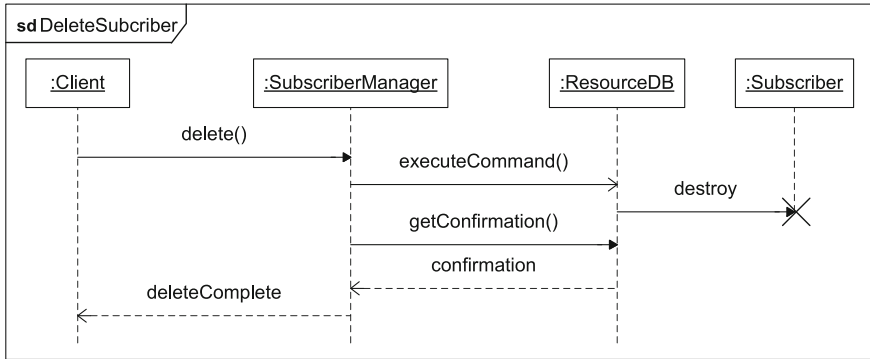 sd DeleteSubcriber
:Client
:SubscriberManager
:ResourceDB
:Subscriber
delete()
executeCommand()
destroy
getConfirmation()
confirmation
deleteComplete